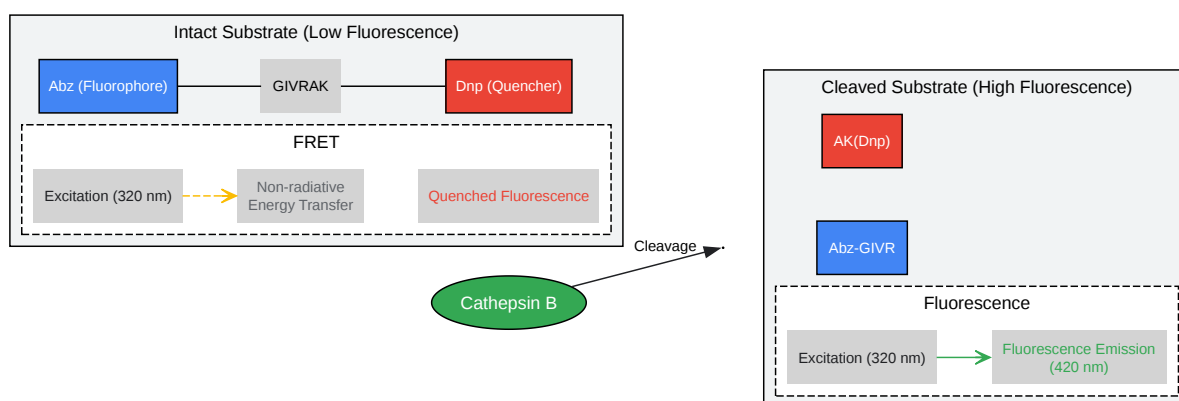 Intact Substrate (Low Fluorescence)
Abz (Fluorophore)
GIVRAK
Dnp (Quencher)
FRET
Excitation (320 nm)
Non-radiative
Energy Transfer
Quenched Fluorescence
Cleavage
Cathepsin B
Cleaved Substrate (High Fluorescence)
AK(Dnp)
Abz-GIVR
Fluorescence
Excitation (320 nm)
Fluorescence Emission
(420 nm)